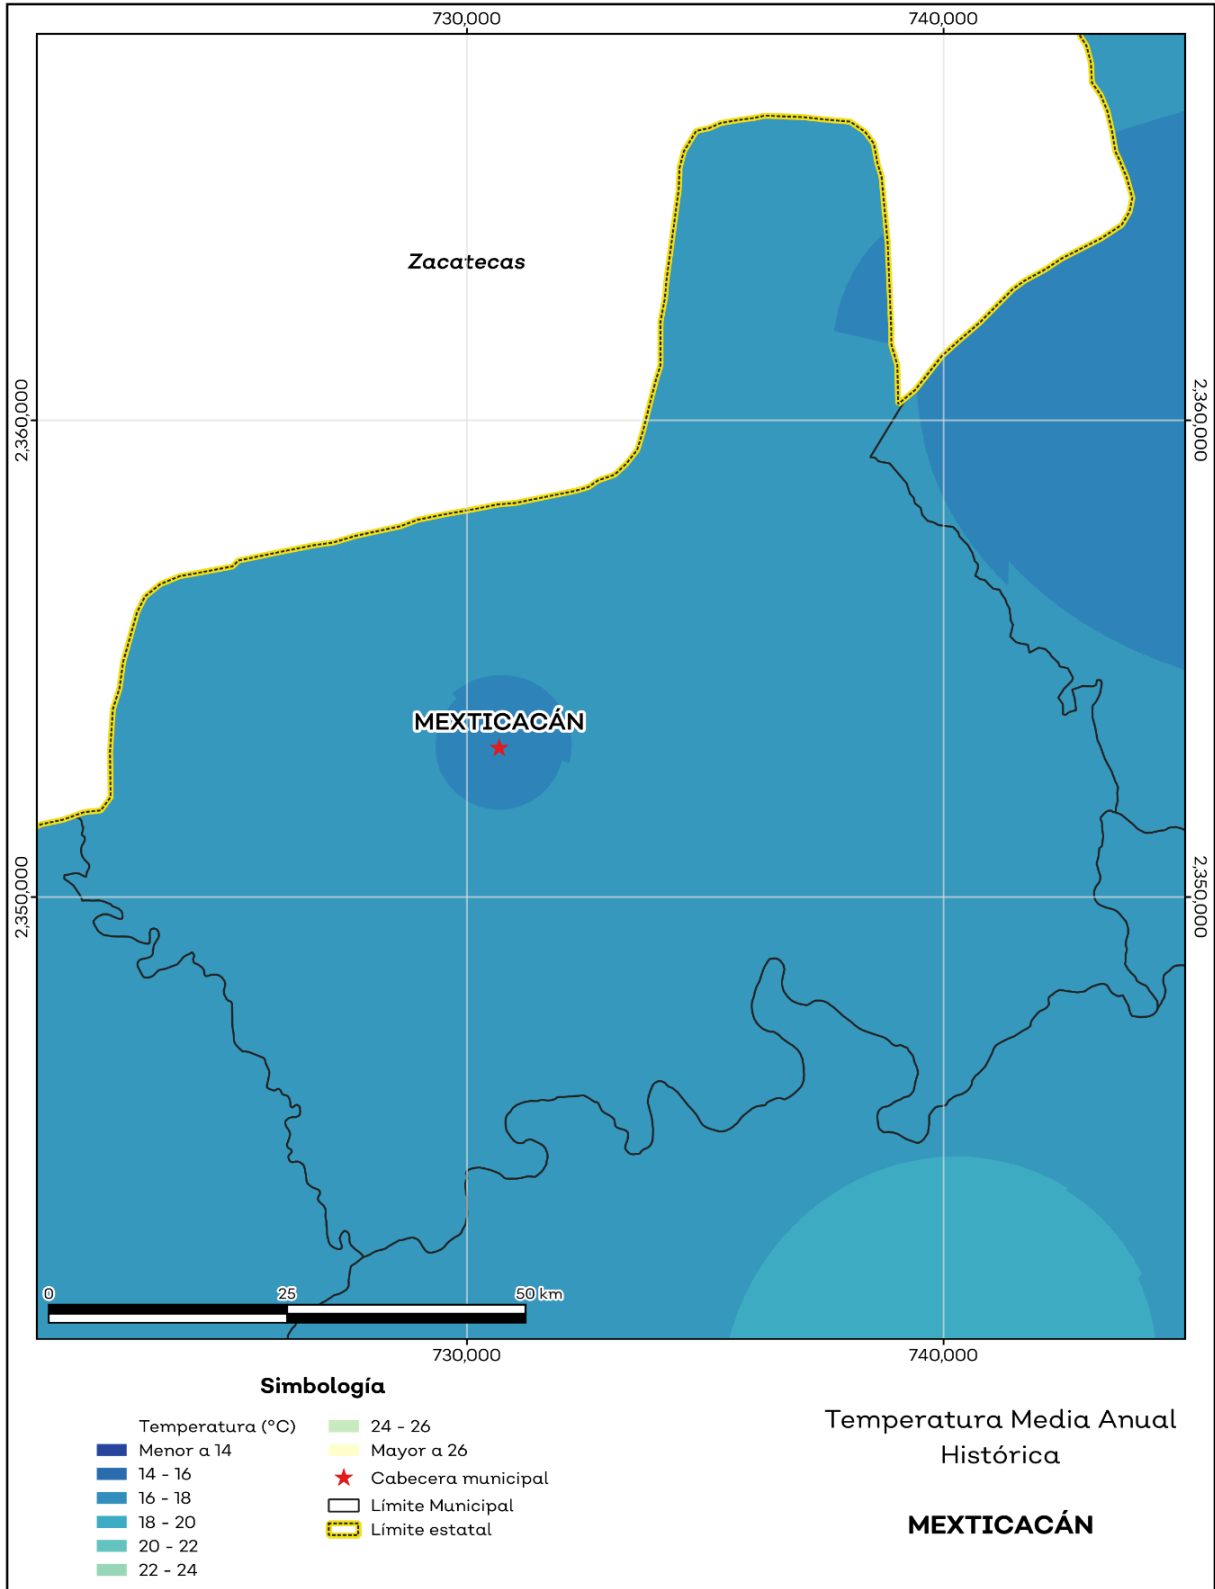 730,000
740,000
Zacatecas
2,360,000
2,360,000
MEXTICACÁN
2,350,000
2,350,000
0
25
50 km
730,000
740,000
Simbología
Temperatura (°C)
Menor a 14
14 - 16
16 - 18
18 - 20
20 - 22
22 - 24
24 - 26
Mayor a 26
Cabecera municipal
Límite Municipal
Límite estatal
Temperatura Media Anual
Histórica
MEXTICACÁN